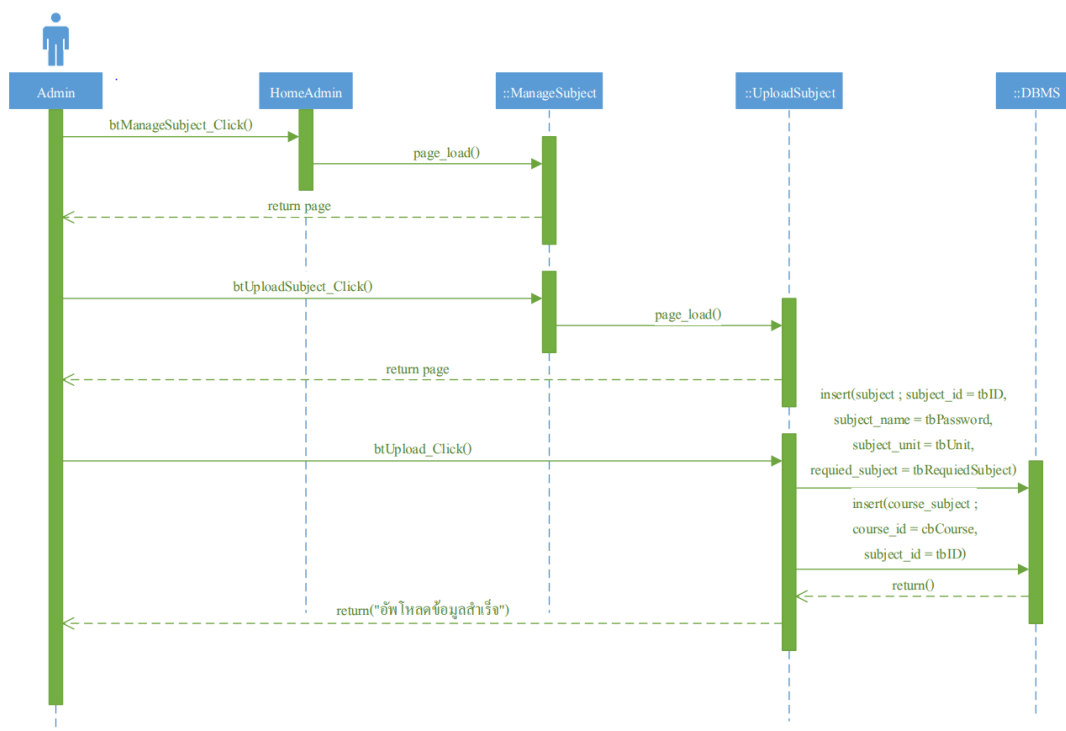 Admin
HomeAdmin
::ManageSubject
::UploadSubject
::DBMS
btManageSubject_Click()
page_load()
return page
btUploadSubject_Click()
page_load()
return page
insert(subject ; subject_id = tbID,
subject_name = tbPassword,
subject_unit = tbUnit,
requied_subject = tbRequiedSubject)
btUpload_Click()
insert(course_subject ;
course_id = cbCourse,
subject_id = tbID)
return()
return("อัพโหลดข้อมูลสำเร็จ")